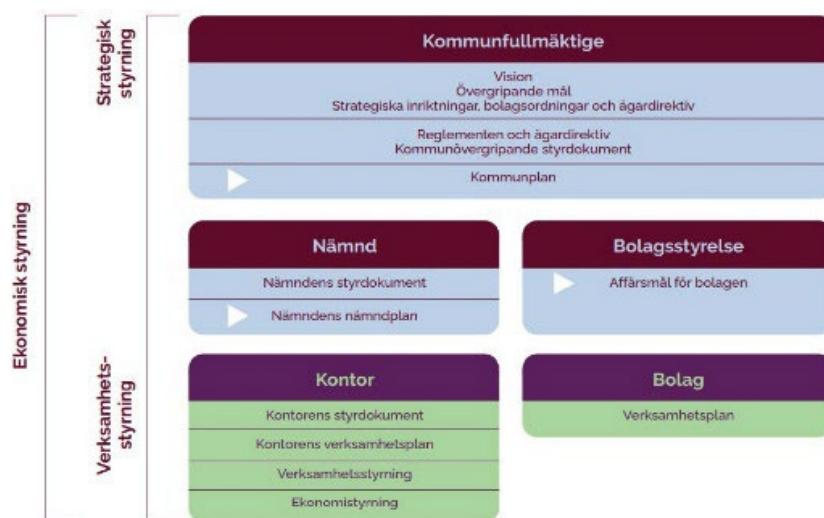 Ekonomisk styrning
Strategisk
styrning
Verksamhets-
styrning
Kommunfullmäktige
Vision
Övergripande mål
Strategiska inriktningar, bolagsordningar och ägardirektiv
Reglementen och ägardirektiv
Kommunövergripande styrdokument
Kommunplan
Nämnd
Nämndens styrdokument
Nämndens nämndplan
Bolagsstyrelse
Affärsmål för bolagen
Kontor
Kontorens styrdokument
Kontorens verksamhetsplan
Verksamhetsstyrning
Ekonomistyrning
Bolag
Verksamhetsplan